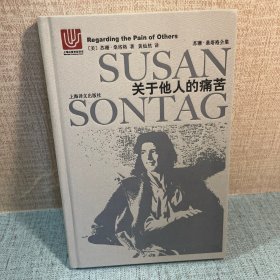 Regarding the Pain of Others
〔美〕苏珊·桑塔格 著 黄灿然 译
苏珊·桑塔格全集
SUSAN
关于他人的痛苦
上海译文出版社
SONTAG